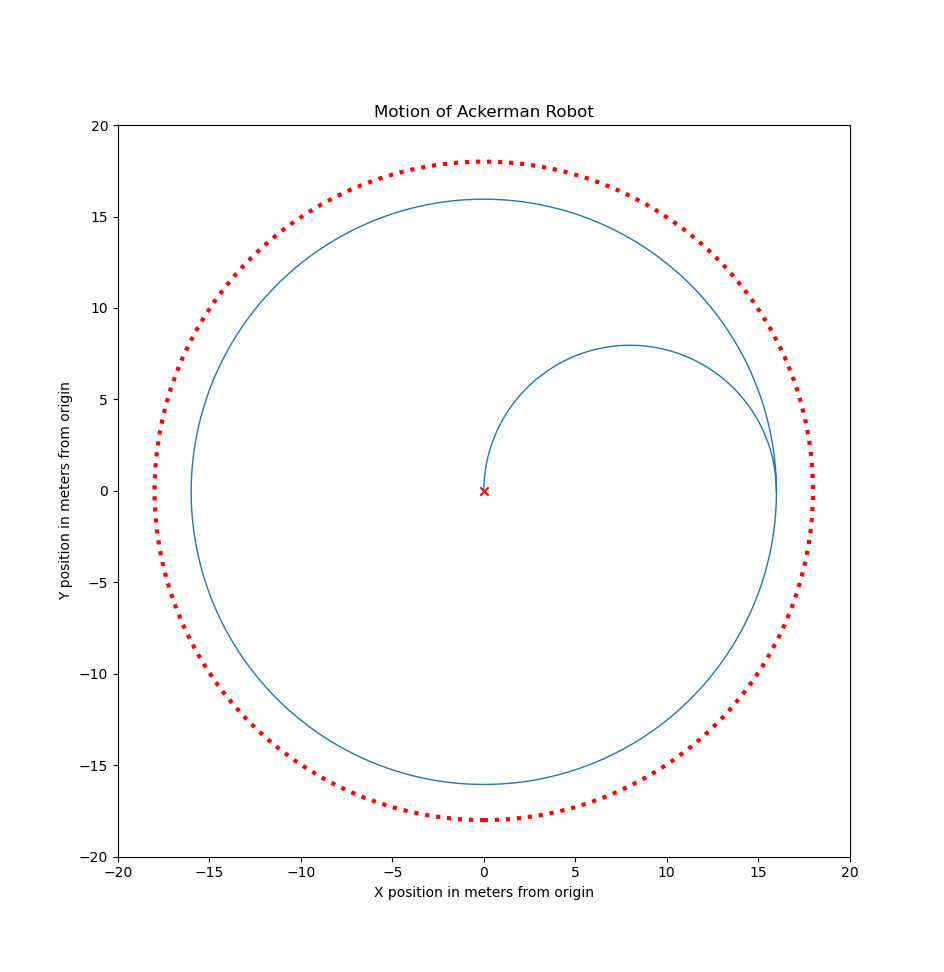 Motion of Ackerman Robot
20
15
10
5
0
−5
−10
−15
−20
Y position in meters from origin
−20 −15 −10 −5 0 5 10 15 20
X position in meters from origin